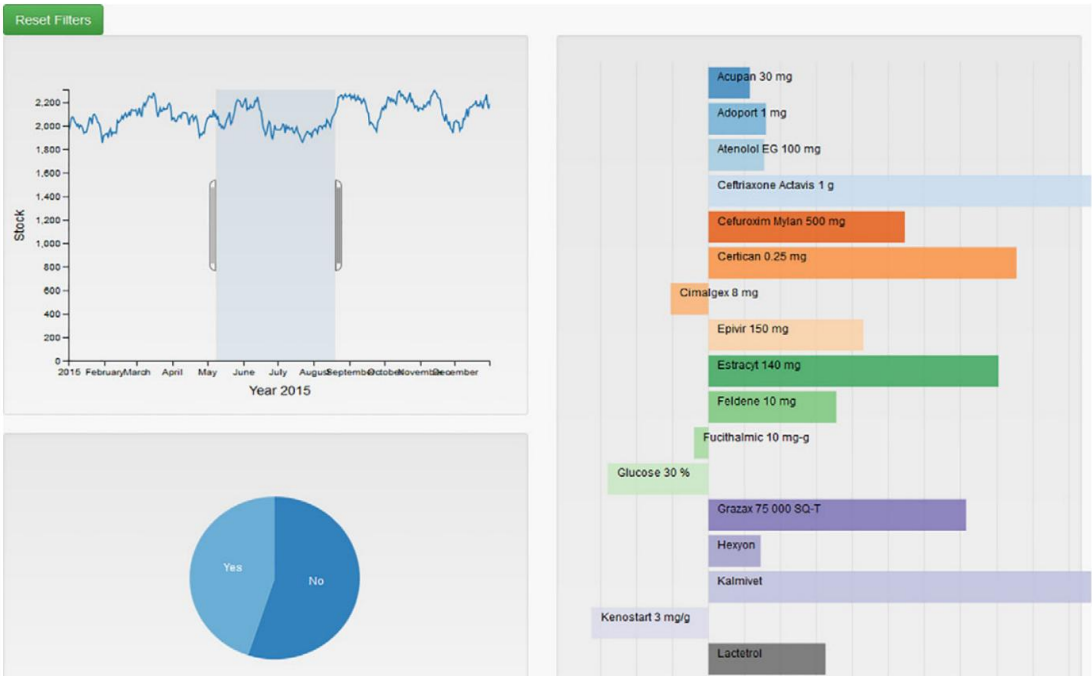 Reset Filters
Stock
2,200
2,000
1,800
1,600
1,400
1,200
1,000
800
600
400
200
0
2015 February March April May June July August September October November December
Year 2015
Yes
No
Acupan 30 mg
Adoport 1 mg
Atenolol EG 100 mg
Ceftriaxone Actavis 1 g
Cefuroxim Mylan 500 mg
Certican 0.25 mg
Cimalgex 8 mg
Epivir 150 mg
Estracyt 140 mg
Feldene 10 mg
Fucithalmic 10 mg-g
Glucose 30 %
Grazax 75 000 SQ-T
Hexyon
Kalmivet
Kenostart 3 mg/g
Lactetrol